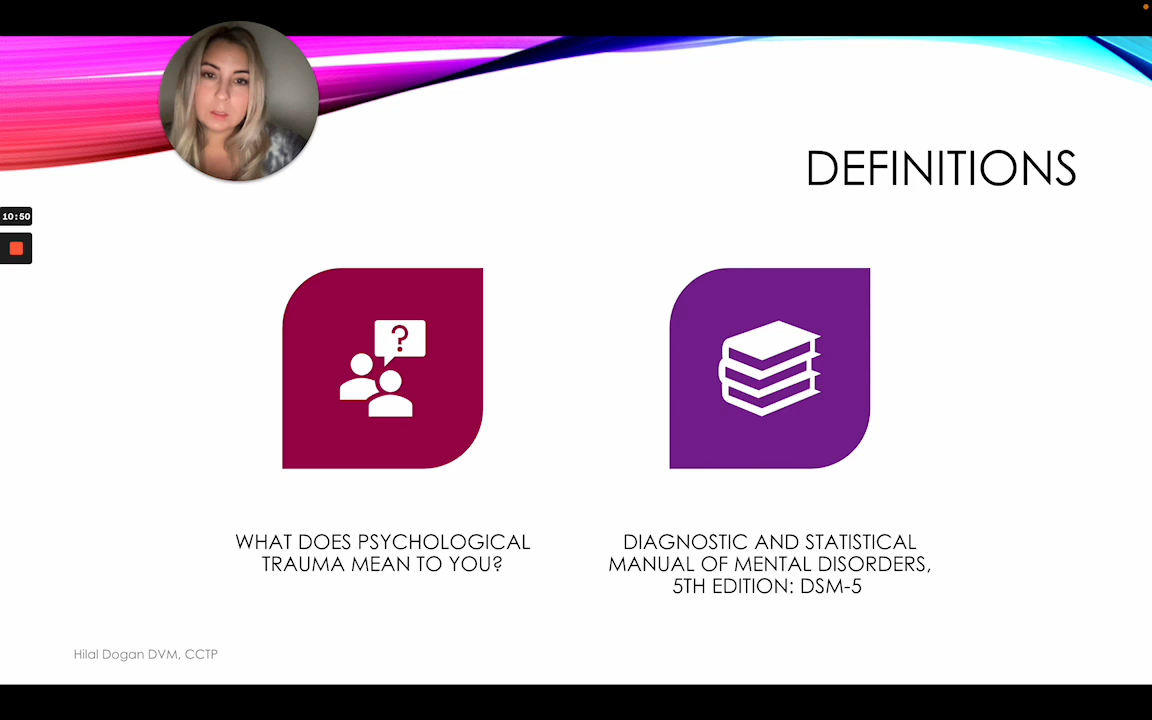 DEFINITIONS
10:50
?
WHAT DOES PSYCHOLOGICAL
TRAUMA MEAN TO YOU?
DIAGNOSTIC AND STATISTICAL
MANUAL OF MENTAL DISORDERS,
5TH EDITION: DSM-5
Hilal Dogan DVM, CCTP